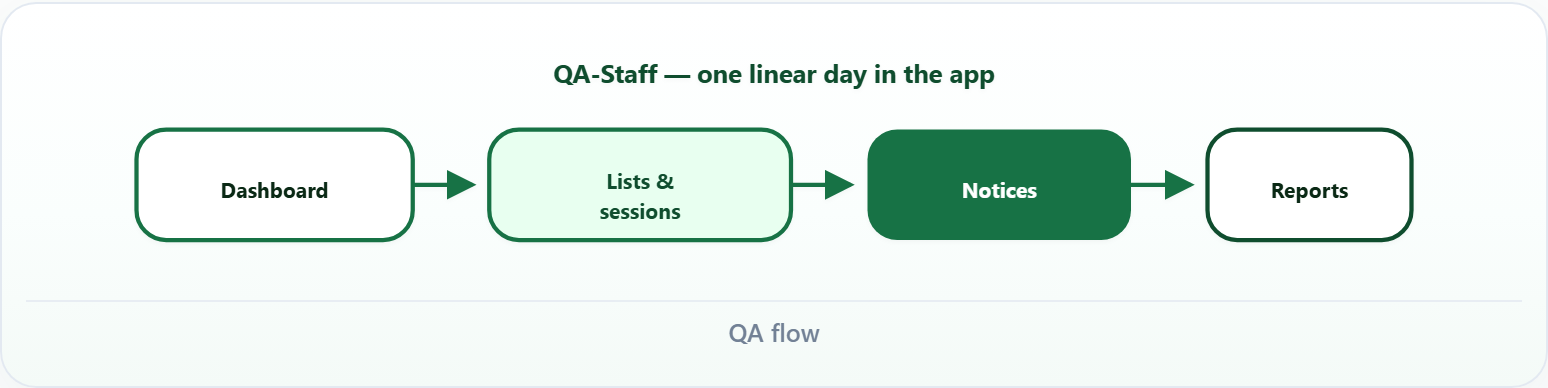 QA-Staff — one linear day in the app
Dashboard
Lists &
sessions
Notices
Reports
QA flow